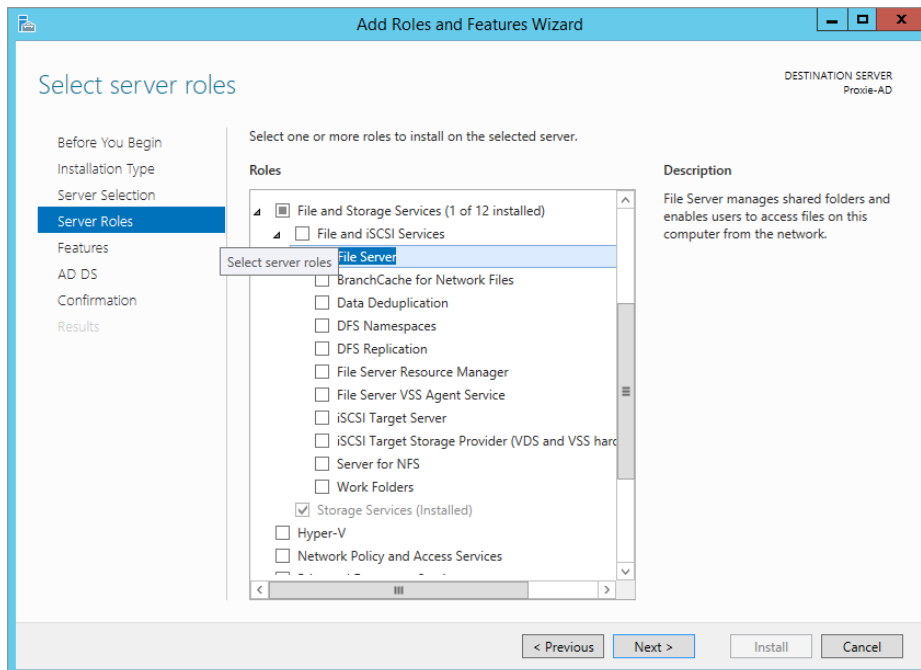 Add Roles and Features Wizard
Select server roles
DESTINATION SERVER
Proxie-AD
Before You Begin
Installation Type
Server Selection
Server Roles
Features
AD DS
Confirmation
Results
Select server roles
Select one or more roles to install on the selected server.
Roles
File and Storage Services (1 of 12 installed)
File and iSCSI Services
File Server
BranchCache for Network Files
Data Deduplication
DFS Namespaces
DFS Replication
File Server Resource Manager
File Server VSS Agent Service
iSCSI Target Server
iSCSI Target Storage Provider (VDS and VSS hard
Server for NFS
Work Folders
Storage Services (Installed)
Hyper-V
Network Policy and Access Services
Description
File Server manages shared folders and
enables users to access files on this
computer from the network.
< Previous
Next >
Install
Cancel